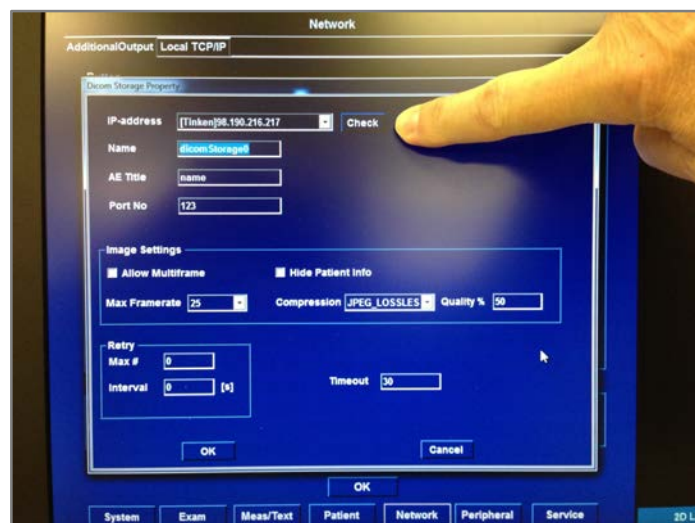 Network
AdditionalOutput Local TCP/IP
Dicom Storage Property
IP-address [Tinken]98.190.216.217 Check
Name dicomStorage0
AE Title name
Port No 123
Image Settings
Allow Multiframe Hide Patient Info
Max Framerate 25 Compression JPEG_LOSSLES Quality % 50
Retry
Max # 0
Interval 0 [s] Timeout 30
OK Cancel
OK
System Exam Meas/Text Patient Network Peripheral Service